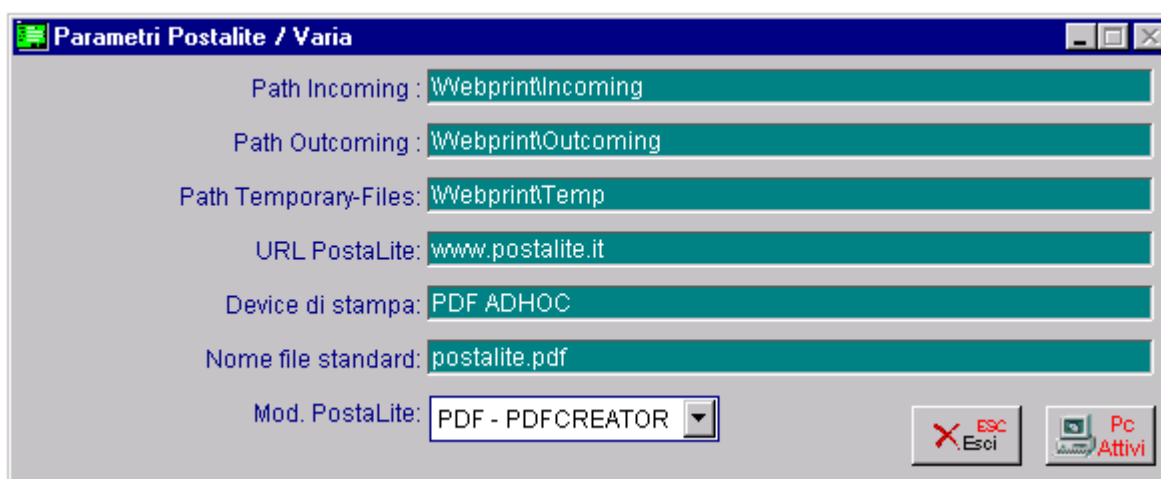 Parametri Postalite / Varia
Path Incoming : \Webprint\Incoming
Path Outcoming : \Webprint\Outcoming
Path Temporary-Files: \Webprint\Temp
URL PostaLite: www.postalite.it
Device di stampa: PDF ADHOC
Nome file standard: postalite.pdf
Mod. PostaLite: PDF - PDFCREATOR
ESC
Esci
Pc
Attivi